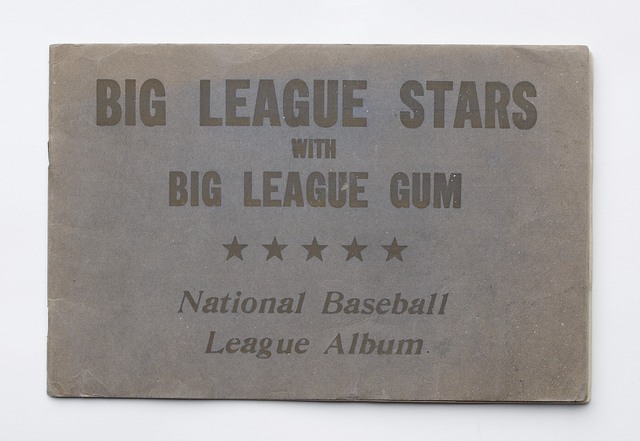 BIG LEAGUE STARS
WITH
BIG LEAGUE GUM
National Baseball
League Album.